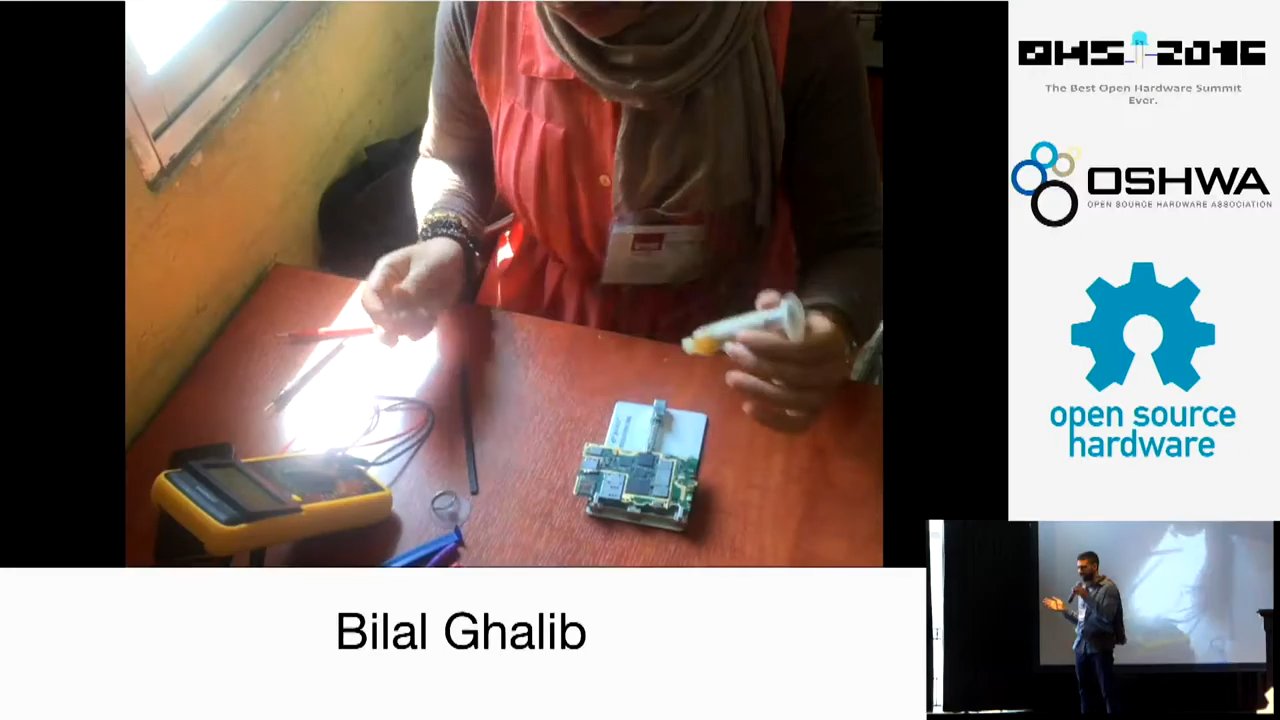 OHS 2016
The Best Open Hardware Summit
Ever.
OSHWA
OPEN SOURCE HARDWARE ASSOCIATION
open source
hardware
Bilal Ghalib